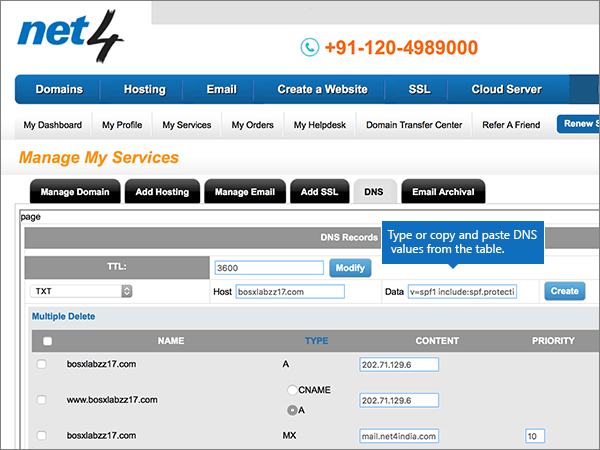 net4
+91-120-4989000
Domains Hosting Email Create a Website SSL Cloud Server
My Dashboard My Profile My Services My Orders My Helpdesk Domain Transfer Center Refer A Friend Renew S
Manage My Services
Manage Domain Add Hosting Manage Email Add SSL DNS Email Archival
page
Type or copy and paste DNS
values from the table.
DNS Records
TTL: 3600 Modify
TXT Host bosxlabzz17.com Data v=spf1 include:spf.protecti Create
Multiple Delete
NAME TYPE CONTENT PRIORITY
bosxlabzz17.com A 202.71.129.6
CNAME
www.bosxlabzz17.com 202.71.129.6
A
bosxlabzz17.com MX mail.net4india.com 10